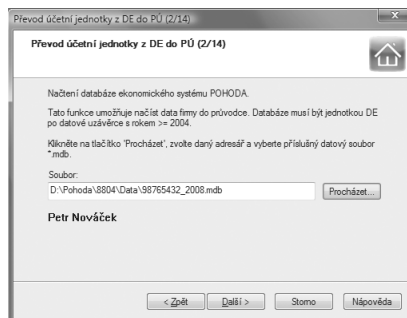 Převod účetní jednotky z DE do PÚ (2/14)
Převod účetní jednotky z DE do PÚ (2/14)
Načtení databáze ekonomického systému POHODA.
Tato funkce umožňuje načíst data firmy do průvodce. Databáze musí být jednotkou DE
po datové uzávěrce s rokem >= 2004.
Klikněte na tlačítko 'Procházet', zvolte daný adresář a vyberte příslušný datový soubor
*.mdb.
Soubor:
D:\Pohoda\8804\Data\98765432_2008.mdb
Procházet...
Petr Nováček
< Zpět
Další >
Storno
Nápověda